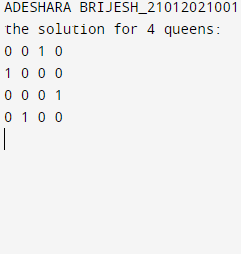 ADESHARA BRIJESH_21012021001
the solution for 4 queens:
0 0 1 0
1 0 0 0
0 0 0 1
0 1 0 0